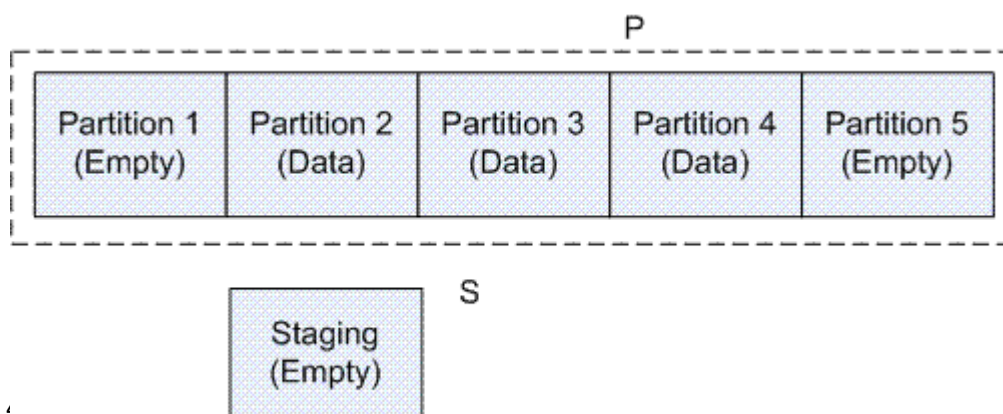 P
Partition 1 Partition 2 Partition 3 Partition 4 Partition 5
(Empty) (Data) (Data) (Data) (Empty)
S
Staging
(Empty)